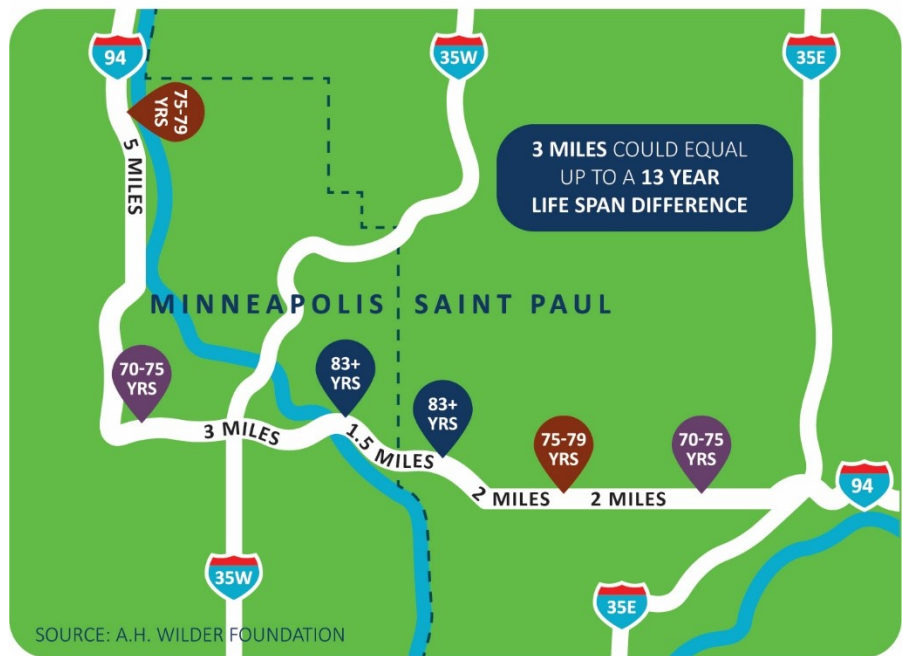 94
35W
35E
75-79
YRS
5 MILES
3 MILES COULD EQUAL
UP TO A 13 YEAR
LIFE SPAN DIFFERENCE
MINNEAPOLIS
SAINT PAUL
70-75
YRS
83+
YRS
83+
YRS
75-79
YRS
70-75
YRS
3 MILES
1.5 MILES
2 MILES
2 MILES
94
35W
35E
SOURCE: A.H. WILDER FOUNDATION